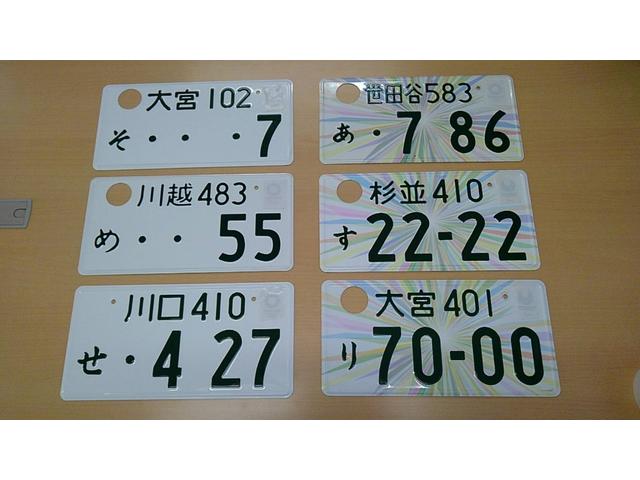 大宮102
そ・・・7
世田谷583
あ・7 86
川越483
め・・55
杉並410
す22-22
川口410
せ・4 27
大宮401
り70-00